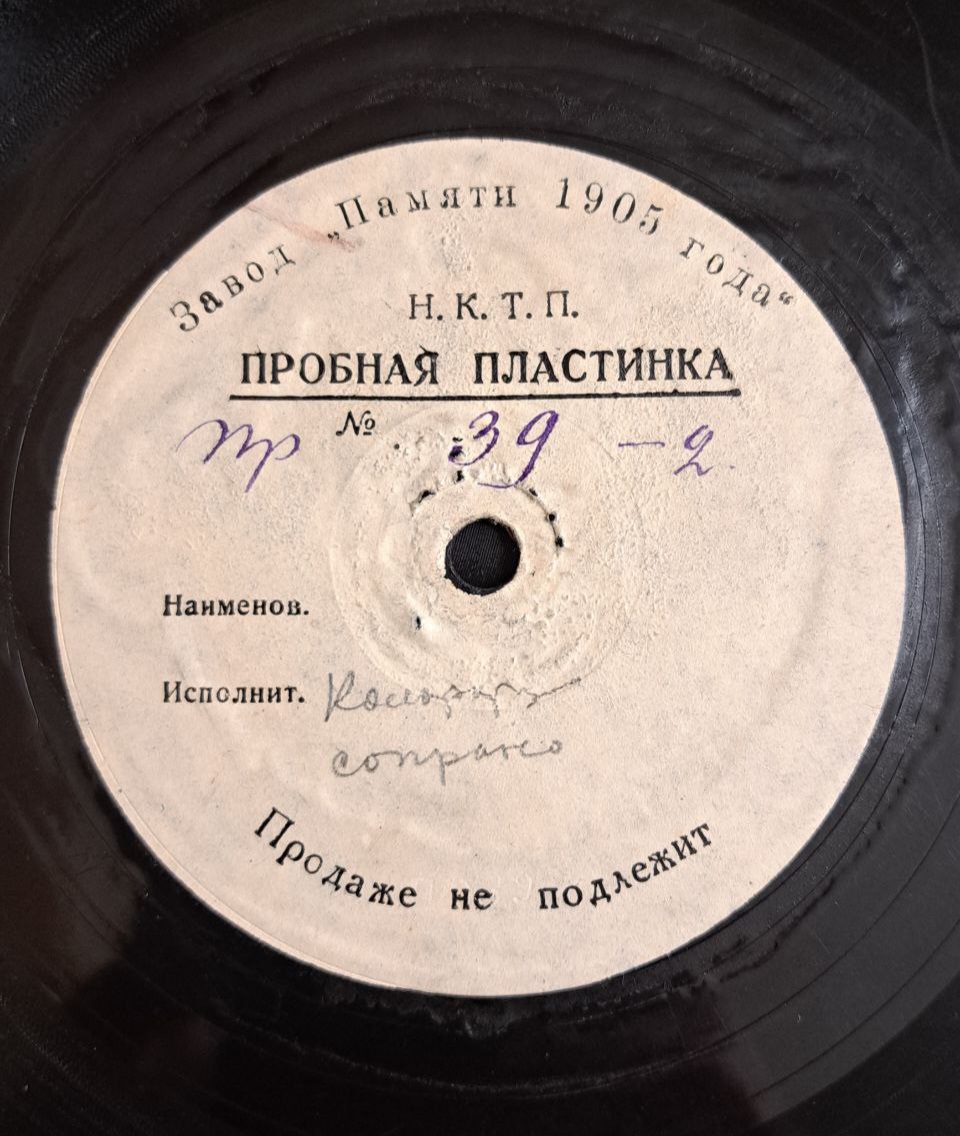 Завод „Памяти 1905 года“
Н. К. Т. П.
ПРОБНАЯ ПЛАСТИНКА
Пр № 39 - 2.
Наименов.
Исполнит.
сопрано
Продаже не подлежит